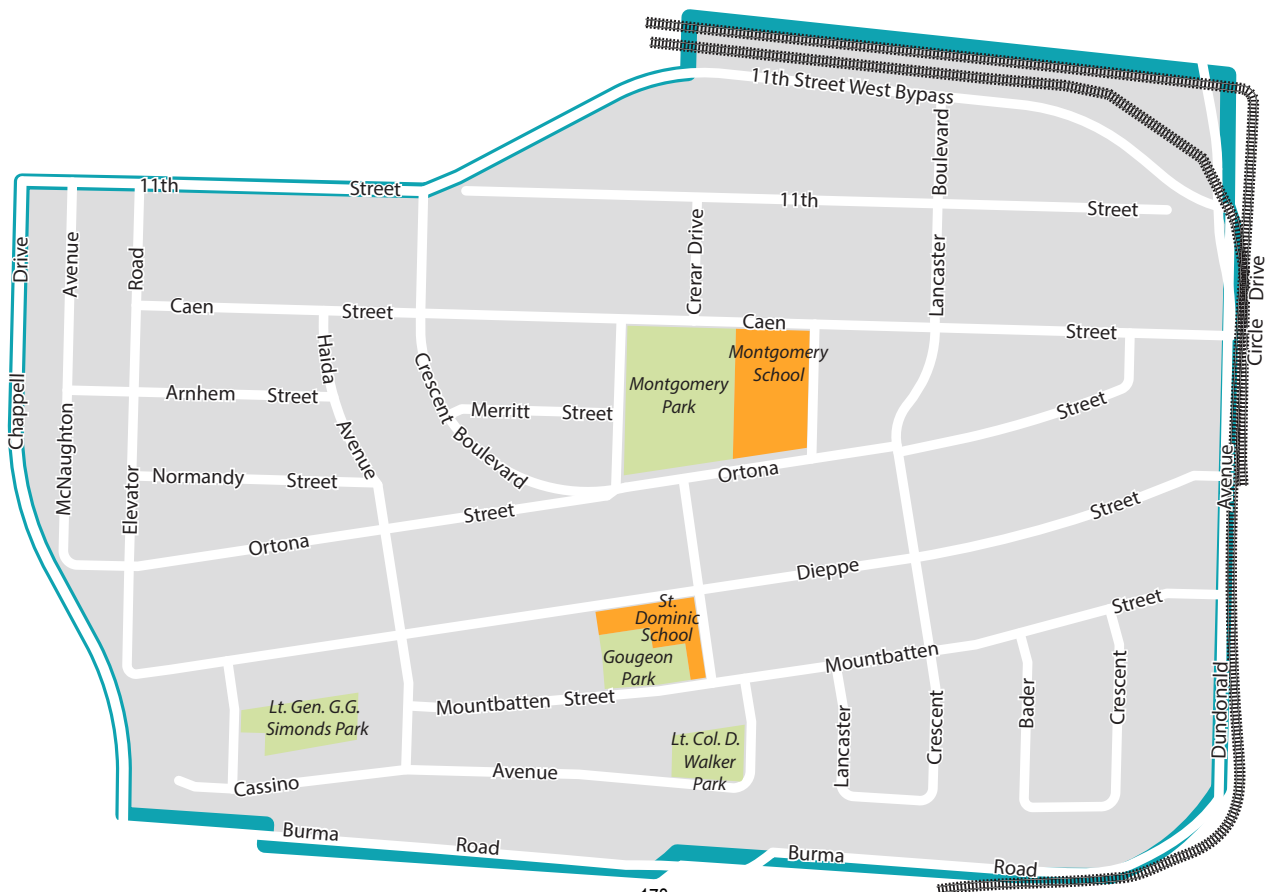 11th Street West Bypass
11th Street
11th Street
Boulevard
Lancaster
Crerar Drive
Chappell Drive
McNaughton Avenue
Elevator Road
Circle Drive
Caen Street
Caen Street
Haida Avenue
Crescent Boulevard
Montgomery
School
Montgomery
Park
Arnhem Street
Merritt Street
Normandy Street
Ortona Street
Ortona Street
Dieppe Street
Dundonald Avenue
St.
Dominic
School
Gougeon
Park
Mountbatten Street
Mountbatten Street
Lt. Gen. G.G.
Simonds Park
Lt. Col. D.
Walker
Park
Lancaster Crescent
Bader Crescent
Cassino Avenue
Burma Road
Burma Road